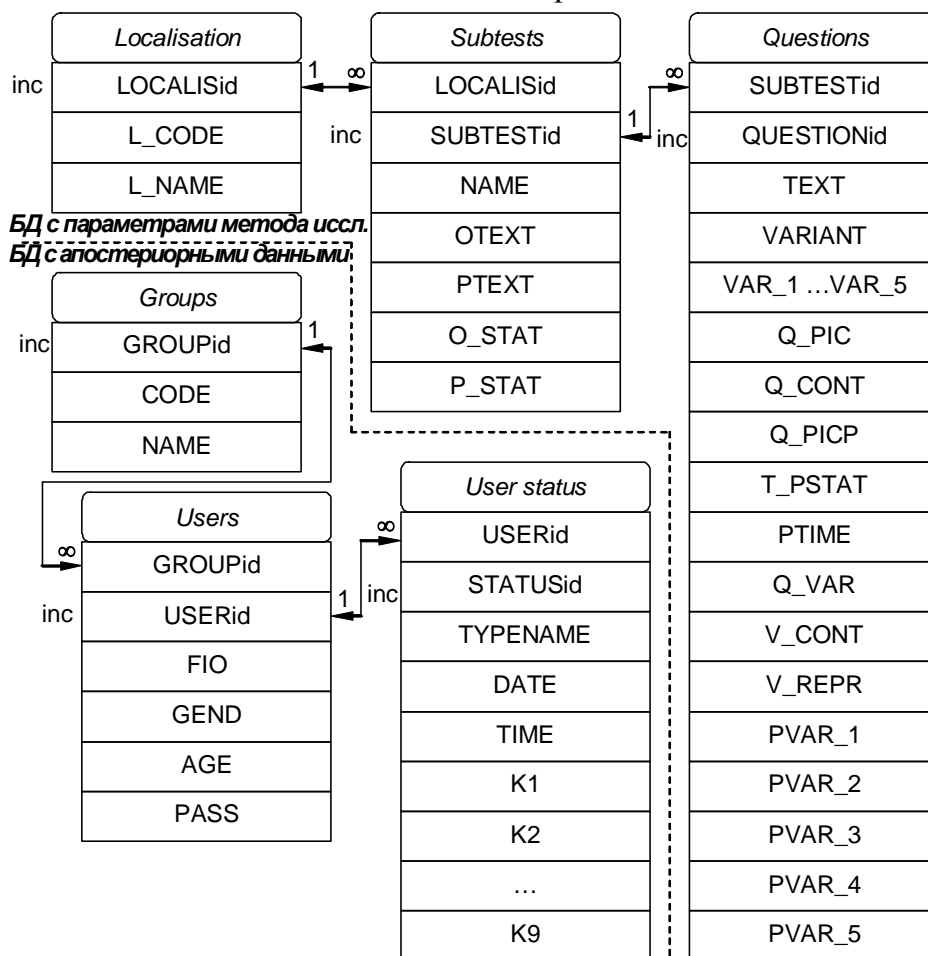 Localisation
inc
LOCALISid
L_CODE
L_NAME
1
∞
Subtests
LOCALISid
inc
SUBTESTid
NAME
OTEXT
PTEXT
O_STAT
P_STAT
1
∞
Questions
SUBTESTid
inc
QUESTIONid
TEXT
VARIANT
VAR_1 ...VAR_5
Q_PIC
Q_CONT
Q_PICP
T_PSTAT
PTIME
Q_VAR
V_CONT
V_REPR
PVAR_1
PVAR_2
PVAR_3
PVAR_4
PVAR_5
БД с параметрами метода иссл.
БД с апостериорными данными
Groups
inc
GROUPid
CODE
NAME
1
∞
Users
GROUPid
inc
USERid
FIO
GEND
AGE
PASS
1
∞
User status
USERid
inc
STATUSid
TYPENAME
DATE
TIME
K1
K2
...
K9